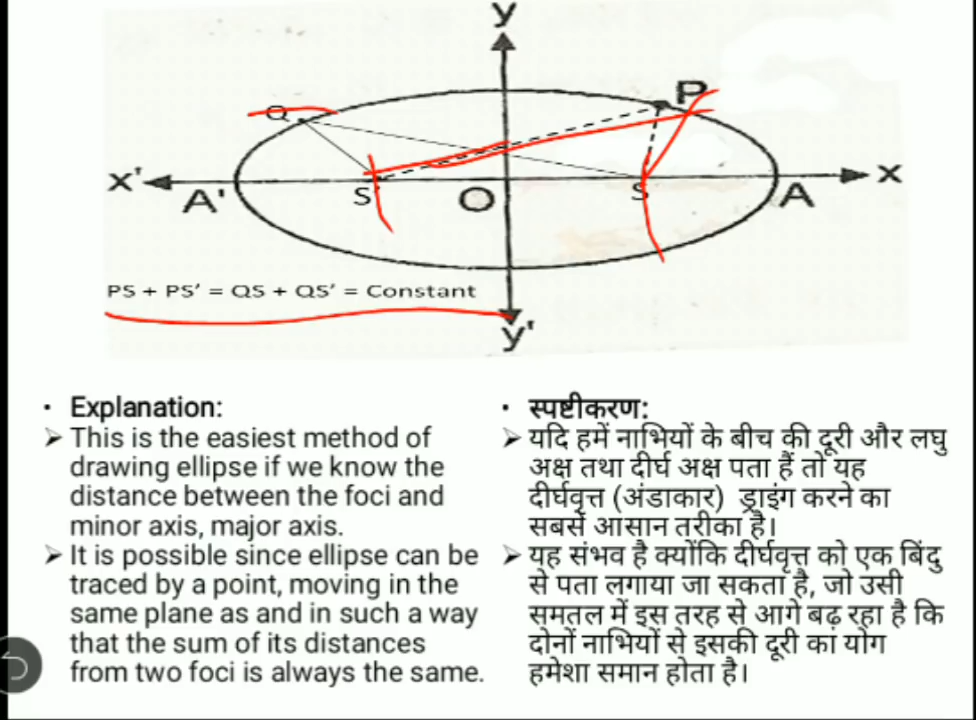 y
Q
P
x'
x
A'
S'
O
S
A
PS + PS’ = QS + QS’ = Constant
y'
• Explanation:
➢ This is the easiest method of
drawing ellipse if we know the
distance between the foci and
minor axis, major axis.
➢ It is possible since ellipse can be
traced by a point, moving in the
same plane as and in such a way
that the sum of its distances
from two foci is always the same.
• स्पष्टीकरण:
➢ यदि हमें नाभियों के बीच की दूरी और लघु
अक्ष तथा दीर्घ अक्ष पता हैं तो यह
दीर्घवृत्त (अंडाकार) ड्राइंग करने का
सबसे आसान तरीका है।
➢ यह संभव है क्योंकि दीर्घवृत्त को एक बिंदु
से पता लगाया जा सकता है, जो उसी
समतल में इस तरह से आगे बढ़ रहा है कि
दोनों नाभियों से इसकी दूरी का योग
हमेशा समान होता है।